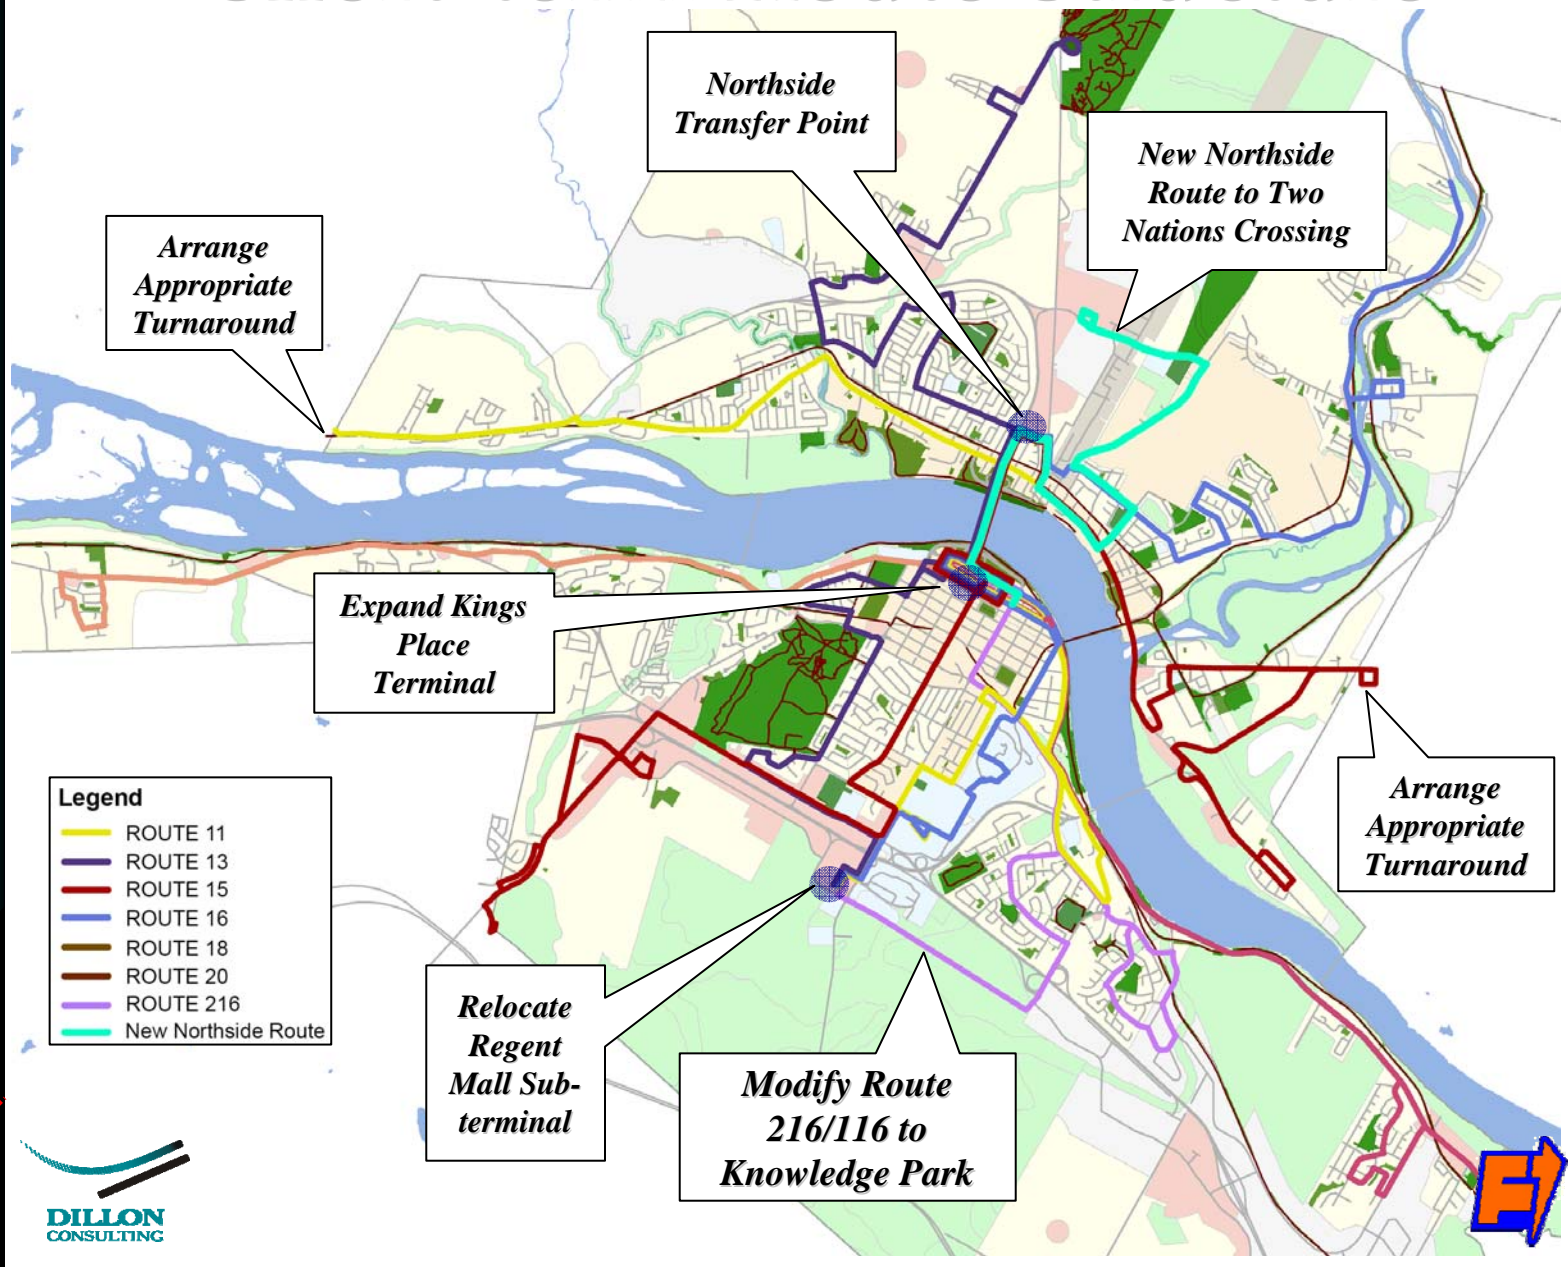 Northside
Transfer Point
New Northside
Route to Two
Nations Crossing
Arrange
Appropriate
Turnaround
Expand Kings
Place
Terminal
Legend
ROUTE 11
ROUTE 13
ROUTE 15
ROUTE 16
ROUTE 18
ROUTE 20
ROUTE 216
New Northside Route
Arrange
Appropriate
Turnaround
Relocate
Regent
Mall Sub-
terminal
Modify Route
216/116 to
Knowledge Park
DILLON
CONSULTING